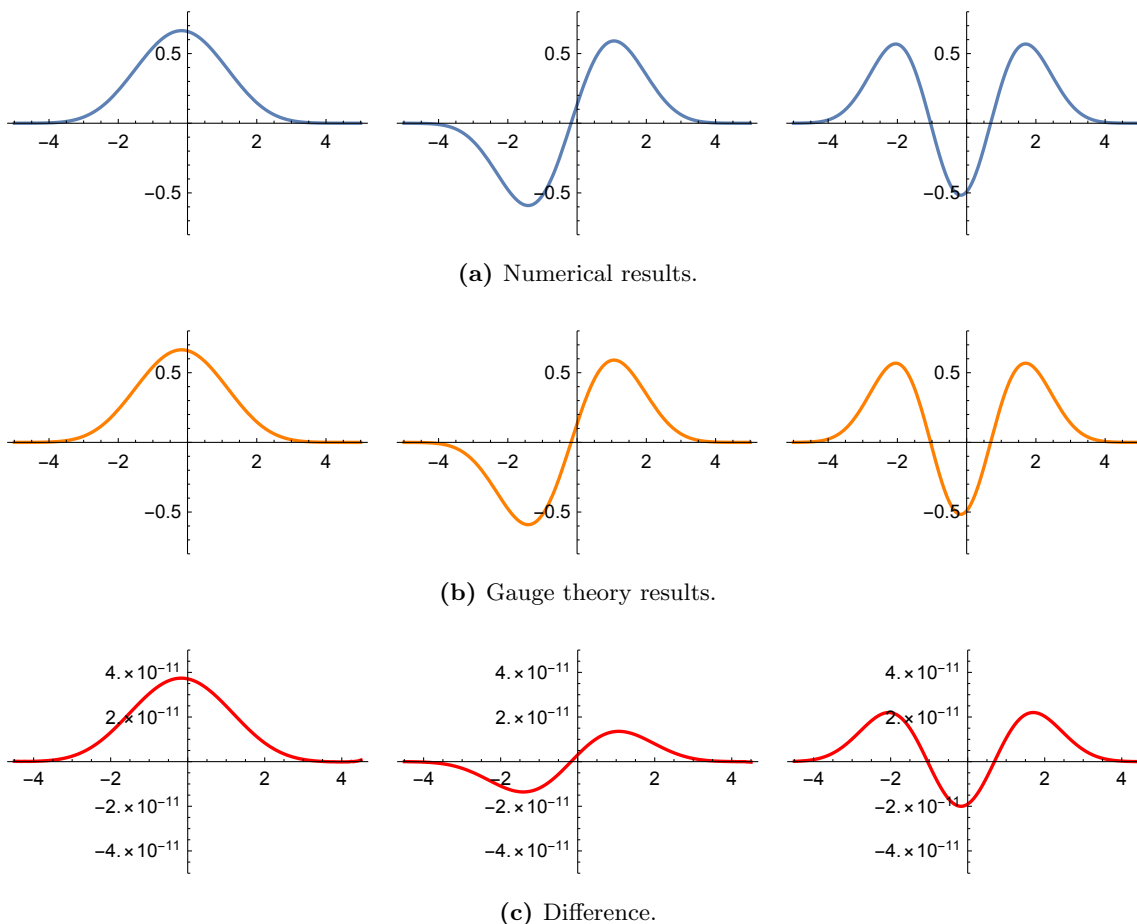 0.5 0.5 0.5
−4 −2 2 4 −4 −2 2 4 −4 −2 2 4
−0.5 −0.5 −0.5
(a) Numerical results.
0.5 0.5 0.5
−4 −2 2 4 −4 −2 2 4 −4 −2 2 4
−0.5 −0.5 −0.5
(b) Gauge theory results.
4.×10⁻¹¹ 4.×10⁻¹¹ 4.×10⁻¹¹
2.×10⁻¹¹ 2.×10⁻¹¹ 2.×10⁻¹¹
−4 −2 2 4 −4 −2 2 4 −4 −2 2 4
−2.×10⁻¹¹ −2.×10⁻¹¹ −2.×10⁻¹¹
−4.×10⁻¹¹ −4.×10⁻¹¹ −4.×10⁻¹¹
(c) Difference.